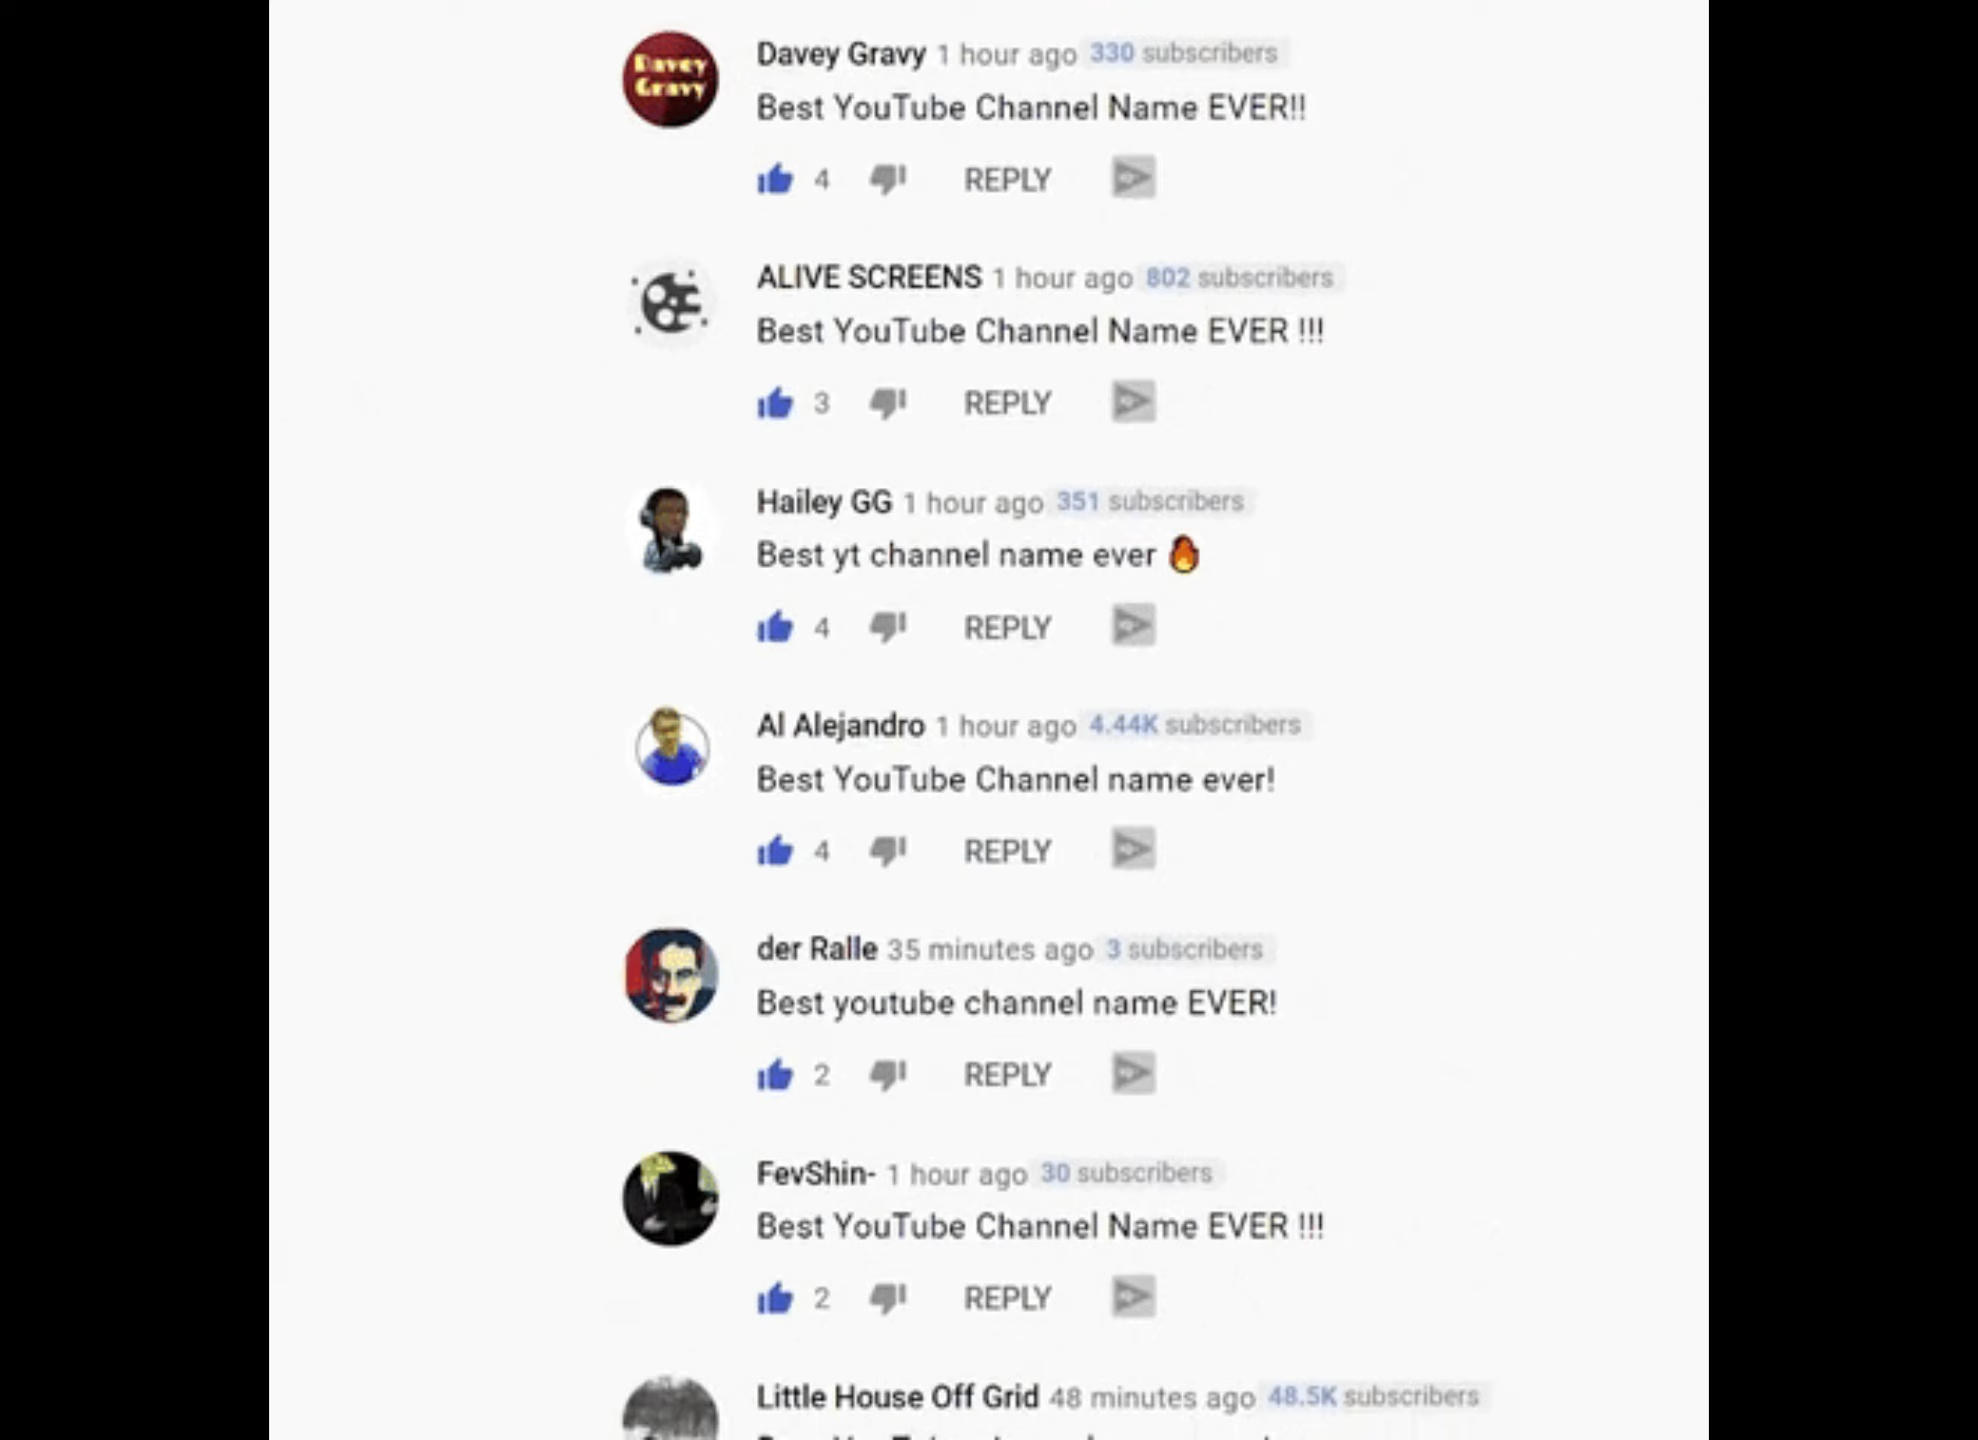 Davey Gravy
Davey Gravy 1 hour ago 330 subscribers
Best YouTube Channel Name EVER!!
4 REPLY
ALIVE SCREENS 1 hour ago 802 subscribers
Best YouTube Channel Name EVER !!!
3 REPLY
Hailey GG 1 hour ago 351 subscribers
Best yt channel name ever 🔥
4 REPLY
Al Alejandro 1 hour ago 4.44K subscribers
Best YouTube Channel name ever!
4 REPLY
der Ralle 35 minutes ago 3 subscribers
Best youtube channel name EVER!
2 REPLY
FevShin- 1 hour ago 30 subscribers
Best YouTube Channel Name EVER !!!
2 REPLY
Little House Off Grid 48 minutes ago 48.5K subscribers